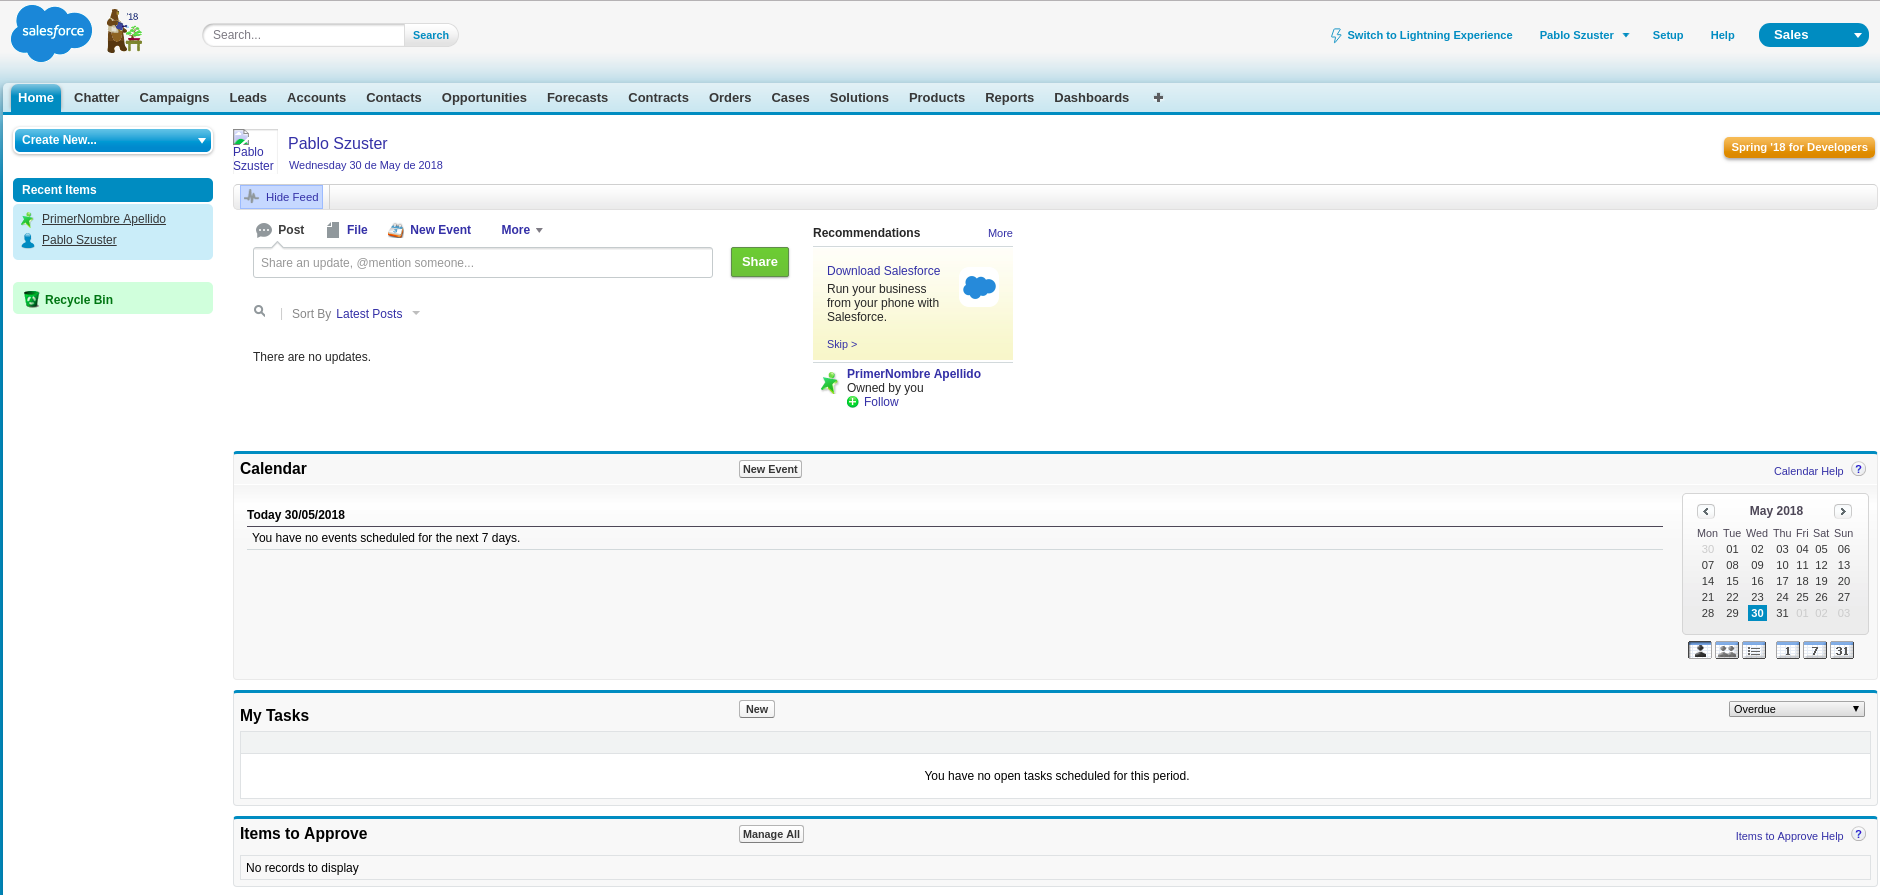 salesforce
'18
Search...
Search
Switch to Lightning Experience
Pablo Szuster
Setup
Help
Sales
Home Chatter Campaigns Leads Accounts Contacts Opportunities Forecasts Contracts Orders Cases Solutions Products Reports Dashboards
Create New...
Recent Items
PrimerNombre Apellido
Pablo Szuster
Recycle Bin
Pablo
Szuster
Pablo Szuster
Wednesday 30 de May de 2018
Spring '18 for Developers
Hide Feed
Post File New Event More
Share an update, @mention someone...
Share
Sort By Latest Posts
There are no updates.
Recommendations More
Download Salesforce
Run your business
from your phone with
Salesforce.
Skip >
PrimerNombre Apellido
Owned by you
Follow
Calendar
New Event
Calendar Help ?
Today 30/05/2018
You have no events scheduled for the next 7 days.
May 2018
Mon Tue Wed Thu Fri Sat Sun
30 01 02 03 04 05 06
07 08 09 10 11 12 13
14 15 16 17 18 19 20
21 22 23 24 25 26 27
28 29 30 31 01 02 03
1 7 31
My Tasks
New
Overdue
You have no open tasks scheduled for this period.
Items to Approve
Manage All
Items to Approve Help ?
No records to display